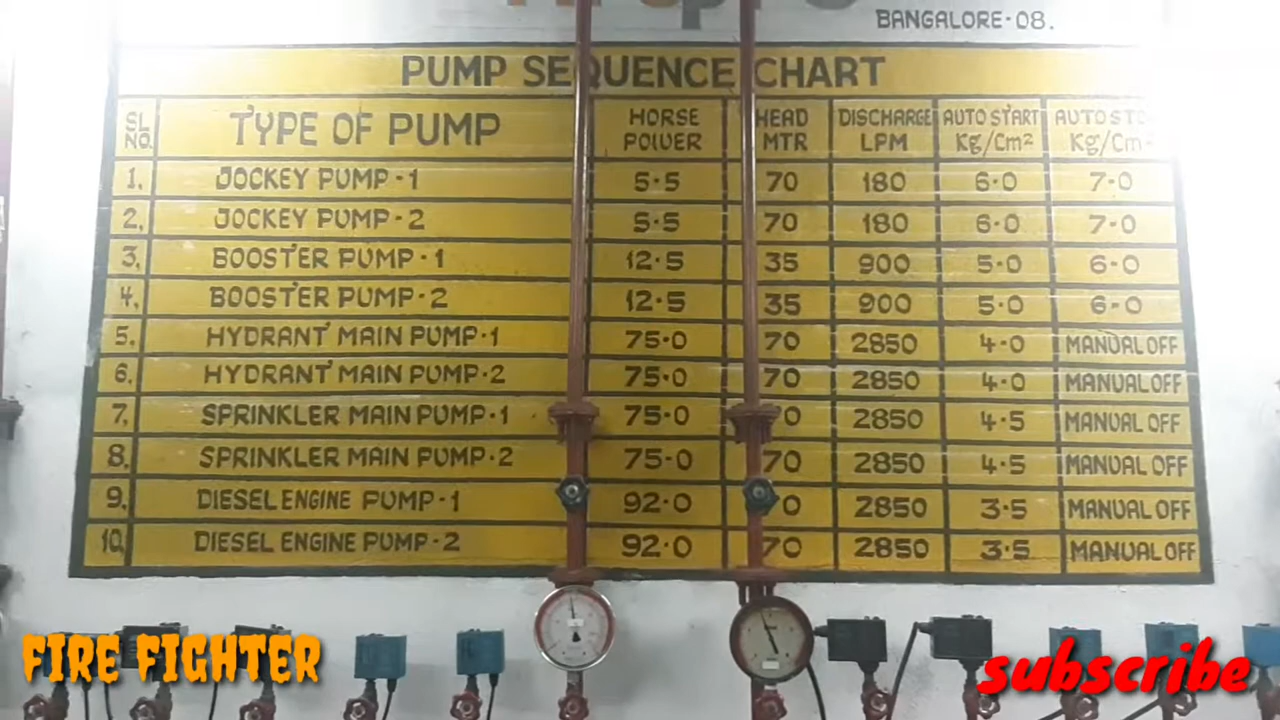 BANGALORE-08.
PUMP SEQUENCE CHART
SL NO. TYPE OF PUMP HORSE POWER HEAD MTR DISCHARGE LPM AUTO START Kg/Cm² AUTO Kg/Cm
1. JOCKEY PUMP-1 5.5 70 180 6.0 7-0
2. JOCKEY PUMP-2 5.5 70 180 6.0 7-0
3. BOOSTER PUMP-1 12.5 35 900 5.0 6-0
4. BOOSTER PUMP-2 12.5 35 900 5.0 6-0
5. HYDRANT MAIN PUMP-1 75.0 70 2850 4.0 MANUAL OFF
6. HYDRANT MAIN PUMP-2 75.0 70 2850 4.0 MANUAL OFF
7. SPRINKLER MAIN PUMP-1 75.0 0 2850 4.5 MANUAL OFF
8. SPRINKLER MAIN PUMP-2 75.0 70 2850 4.5 MANUAL OFF
9. DIESEL ENGINE PUMP-1 92.0 0 2850 3.5 MANUAL OFF
10. DIESEL ENGINE PUMP-2 92.0 70 2850 3.5 MANUAL OFF
FIRE FIGHTER
subscribe